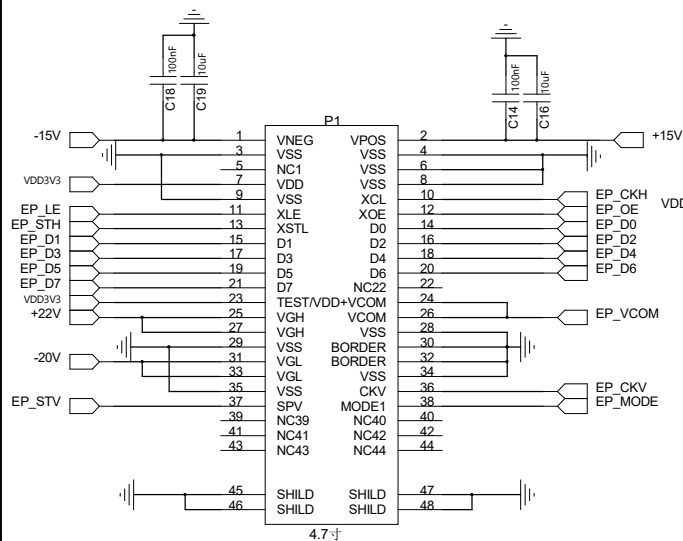 100nF
10uF
C18
C19
100nF
10uF
C14
C16
P1
-15V 1 VNEG VPOS 2 +15V
3 VSS VSS 4
5 NC1 VSS 6
VDD3V3 7 VDD VSS 8
9 VSS XCL 10 EP_CKH
EP_LE 11 XLE XOE 12 EP_OE VDD
EP_STH 13 XSTL D0 14 EP_D0
EP_D1 15 D1 D2 16 EP_D2
EP_D3 17 D3 D4 18 EP_D4
EP_D5 19 D5 D6 20 EP_D6
EP_D7 21 D7 NC22 22
VDD3V3 23 TEST/VDD+VCOM 24
+22V 25 VGH VCOM 26 EP_VCOM
27 VGH VSS 28
29 VSS BORDER 30
-20V 31 VGL BORDER 32
33 VGL VSS 34
35 VSS CKV 36 EP_CKV
EP_STV 37 SPV MODE1 38 EP_MODE
39 NC39 NC40 40
41 NC41 NC42 42
43 NC43 NC44 44
45 SHILD SHILD 47
46 SHILD SHILD 48
4.7寸